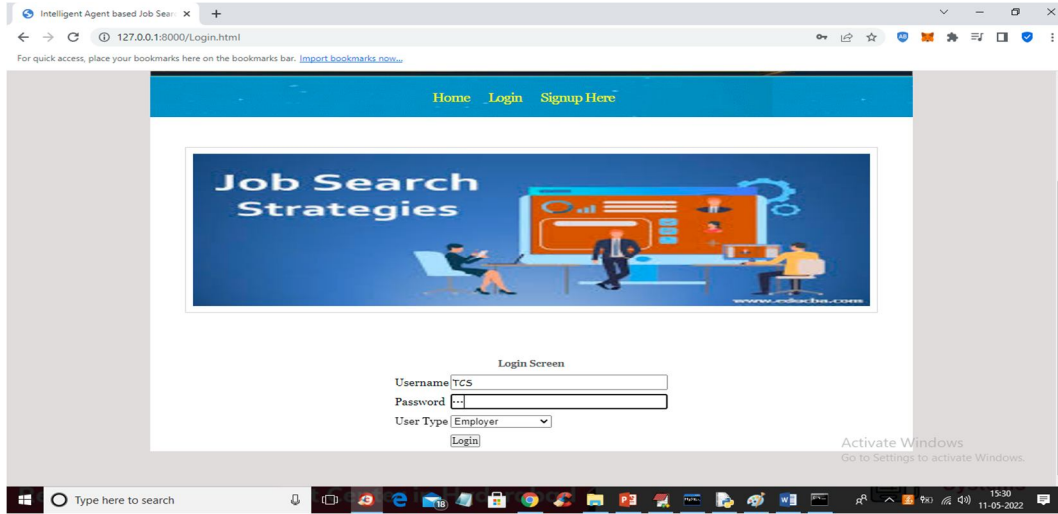 Intelligent Agent based Job Sear
127.0.0.1:8000/Login.html
For quick access, place your bookmarks here on the bookmarks bar. Import bookmarks now...
Home Login Signup Here
Job Search
Strategies
www.educba.com
Login Screen
Username TCS
Password ···
User Type Employer
Login
Activate Windows
Go to Settings to activate Windows.
Type here to search
18
15:30
11-05-2022